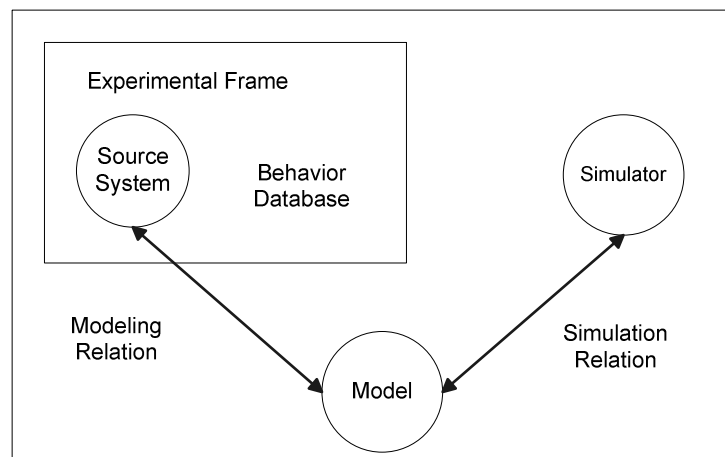 Experimental Frame
Source
System
Behavior
Database
Simulator
Modeling
Relation
Simulation
Relation
Model